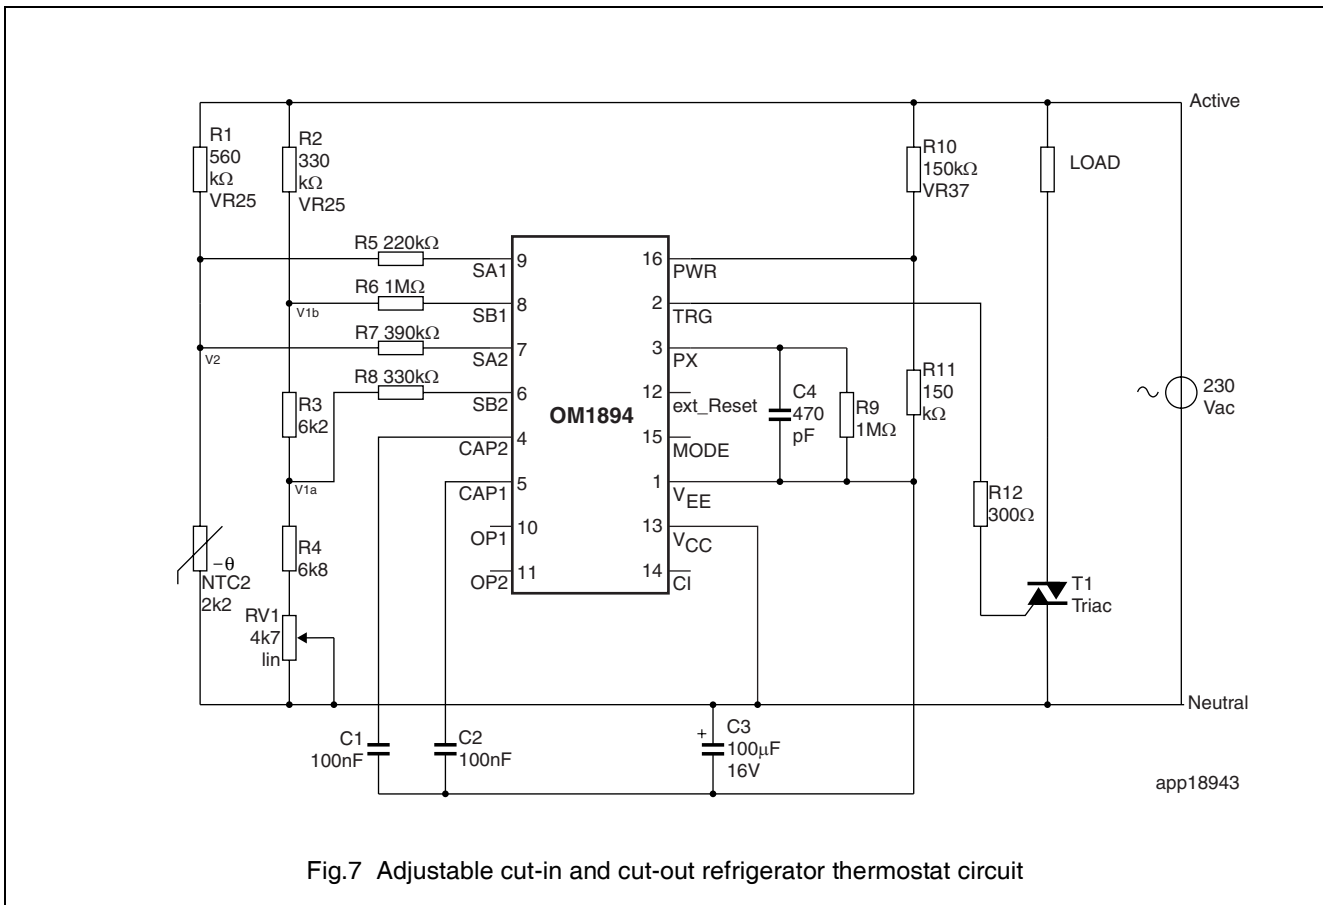 Active
R1
560
kΩ
VR25
R2
330
kΩ
VR25
R10
150kΩ
VR37
LOAD
R5 220kΩ
9
SA1
16
PWR
R6 1MΩ
V1b
8
SB1
2
TRG
R7 390kΩ
V2
7
SA2
3
PX
R8 330kΩ
6
SB2
12
ext_Reset
C4
470
pF
R9
1MΩ
R11
150
kΩ
~
230
Vac
R3
6k2
OM1894
4
CAP2
15
MODE
V1a
5
CAP1
1
VEE
R12
300Ω
10
OP1
13
VCC
R4
6k8
–θ
NTC2
2k2
11
OP2
14
CI
T1
Triac
RV1
4k7
lin
Neutral
C1
100nF
C2
100nF
+
C3
100μF
16V
app18943
Fig.7 Adjustable cut-in and cut-out refrigerator thermostat circuit